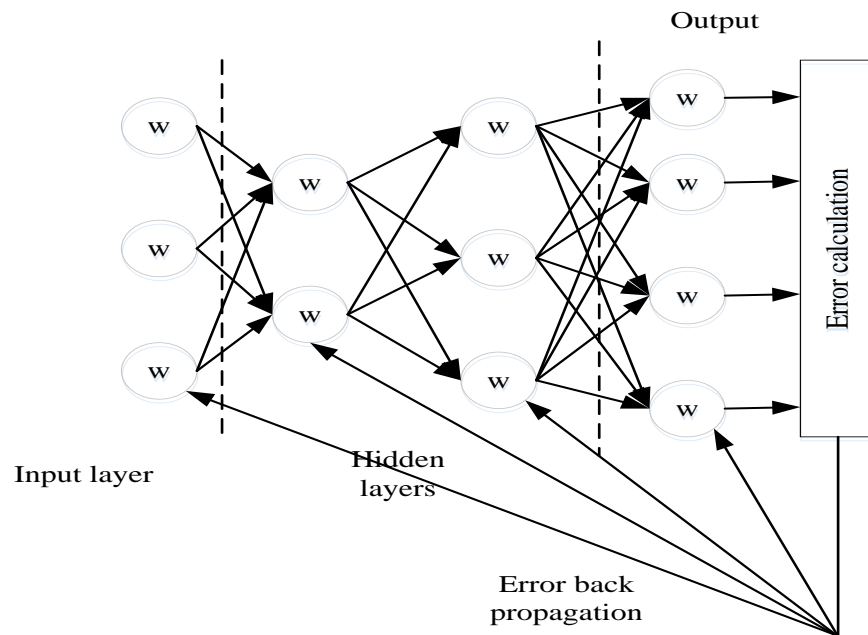 Output
W
W
W
W
W
W
W
W
W
W
W
W
Error calculation
Input layer
Hidden
layers
Error back
propagation